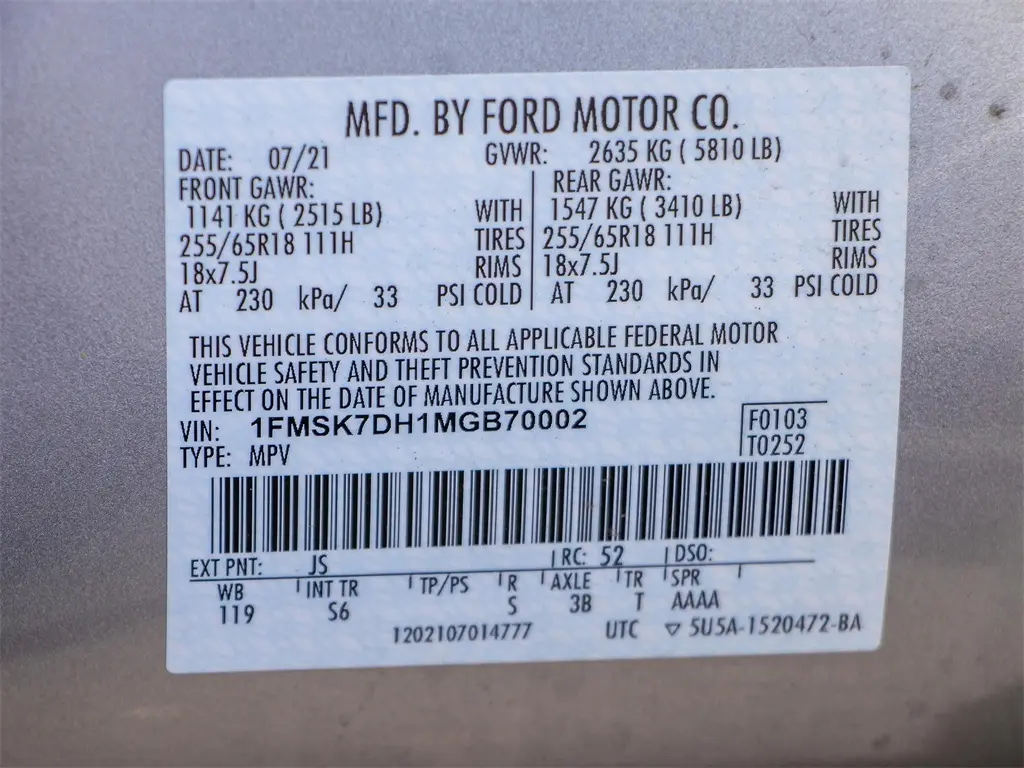 MFD. BY FORD MOTOR CO.
DATE: 07/21 GVWR: 2635 KG ( 5810 LB)
FRONT GAWR: REAR GAWR:
1141 KG ( 2515 LB) WITH 1547 KG ( 3410 LB) WITH
255/65R18 111H TIRES 255/65R18 111H TIRES
18x7.5J RIMS 18x7.5J RIMS
AT 230 kPa/ 33 PSI COLD AT 230 kPa/ 33 PSI COLD
THIS VEHICLE CONFORMS TO ALL APPLICABLE FEDERAL MOTOR
VEHICLE SAFETY AND THEFT PREVENTION STANDARDS IN
EFFECT ON THE DATE OF MANUFACTURE SHOWN ABOVE.
VIN: 1FMSK7DH1MGB70002 F0103
TYPE: MPV T0252
EXT PNT: JS RC: 52 DSO:
WB INT TR TP/PS R AXLE TR SPR
119 S6 S 3B T AAAA
1202107014777 UTC ▽ 5U5A-1520472-BA